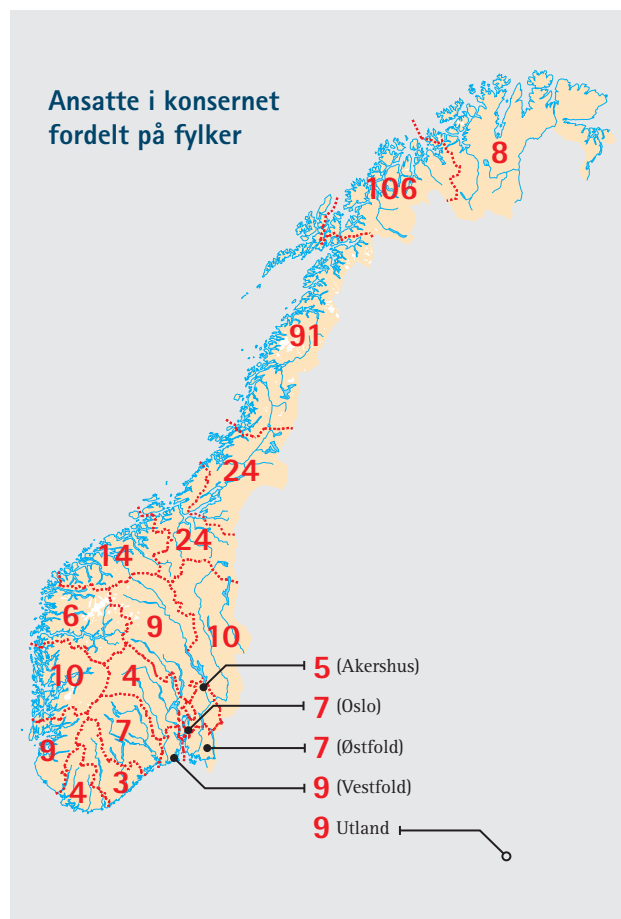 Ansatte i konsernet
fordelt på fylker
8
106
91
24
24
14
6
9
10
10
4
5 (Akershus)
7 (Oslo)
7
7 (Østfold)
9
9 (Vestfold)
4
3
9 Utland